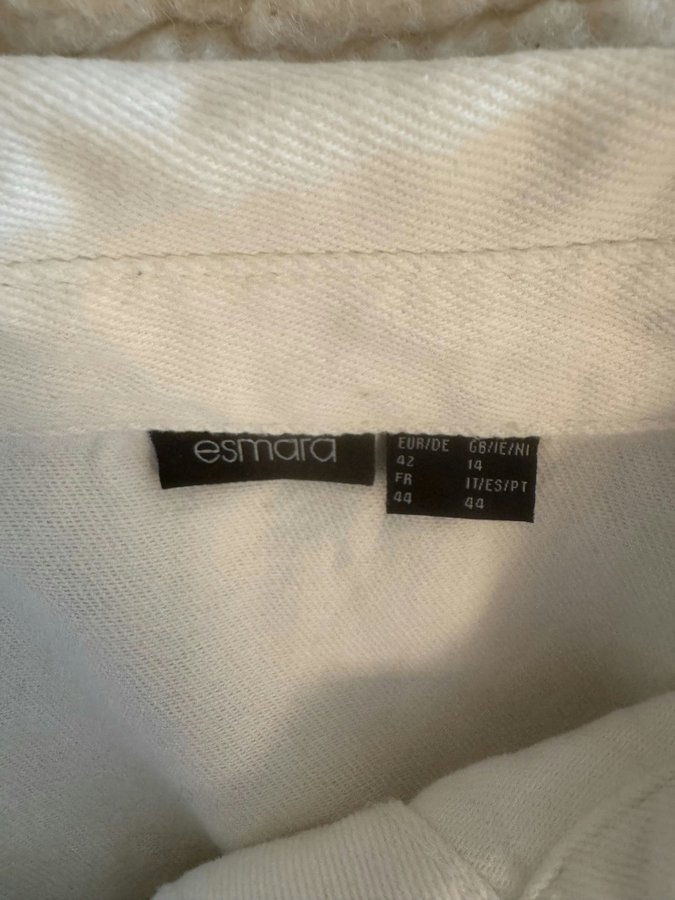 esmara
EUR/DE GB/IE/NI
42 14
FR IT/ES/PT
44 44